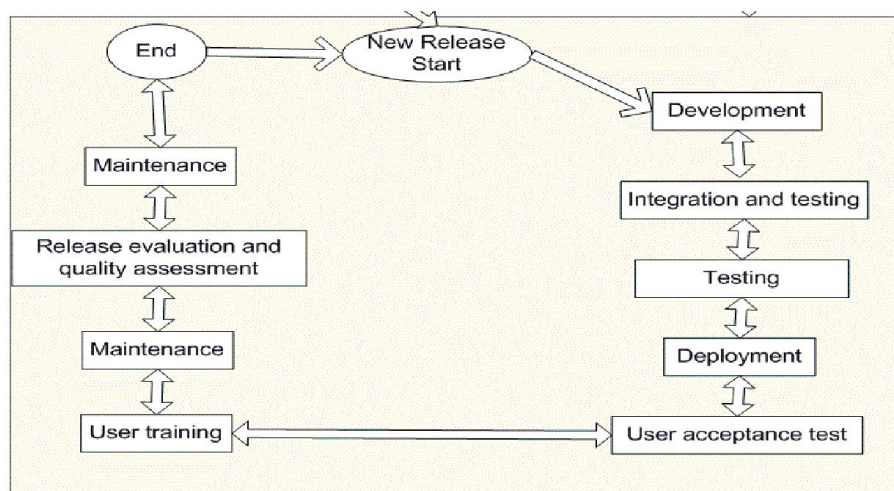 End
New Release
Start
Development
Maintenance
Integration and testing
Release evaluation and
quality assessment
Testing
Maintenance
Deployment
User training
User acceptance test